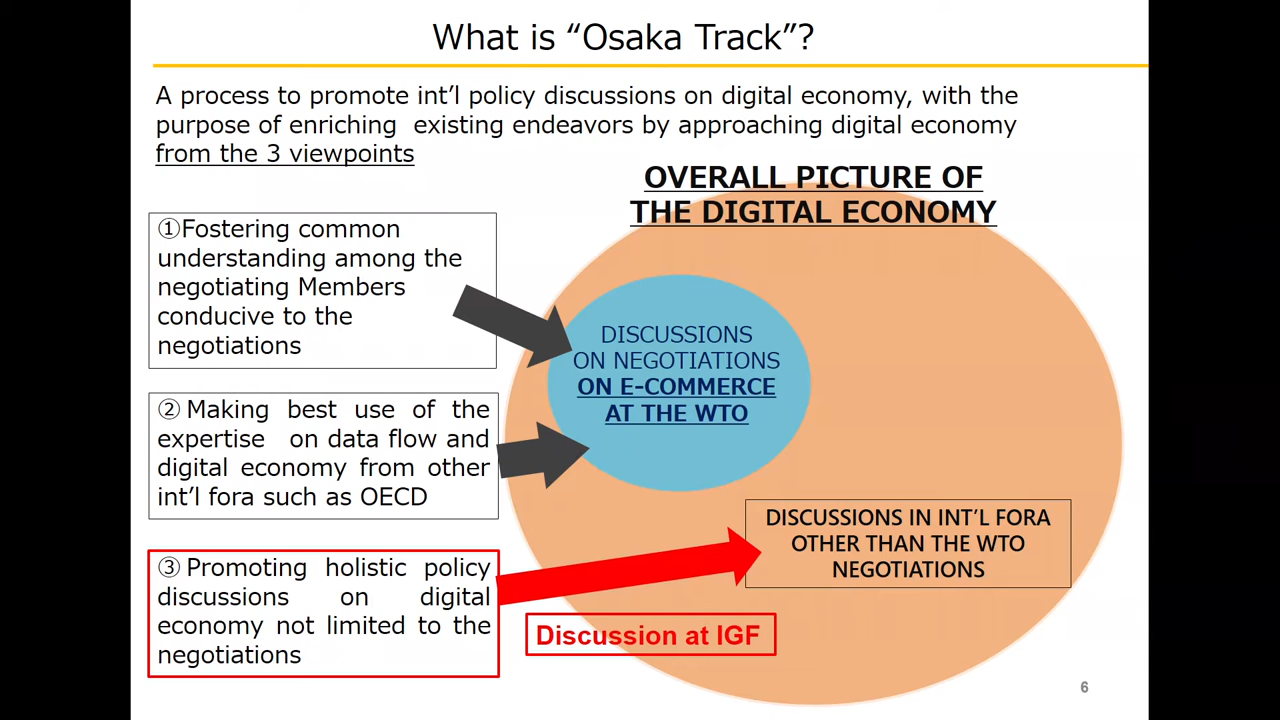 What is “Osaka Track”?
A process to promote int’l policy discussions on digital economy, with the
purpose of enriching existing endeavors by approaching digital economy
from the 3 viewpoints
OVERALL PICTURE OF
THE DIGITAL ECONOMY
①Fostering common
understanding among the
negotiating Members
conducive to the
negotiations
DISCUSSIONS
ON NEGOTIATIONS
ON E-COMMERCE
AT THE WTO
② Making best use of the
expertise on data flow and
digital economy from other
int’l fora such as OECD
DISCUSSIONS IN INT’L FORA
OTHER THAN THE WTO
NEGOTIATIONS
③ Promoting holistic policy
discussions on digital
economy not limited to the
negotiations
Discussion at IGF
6